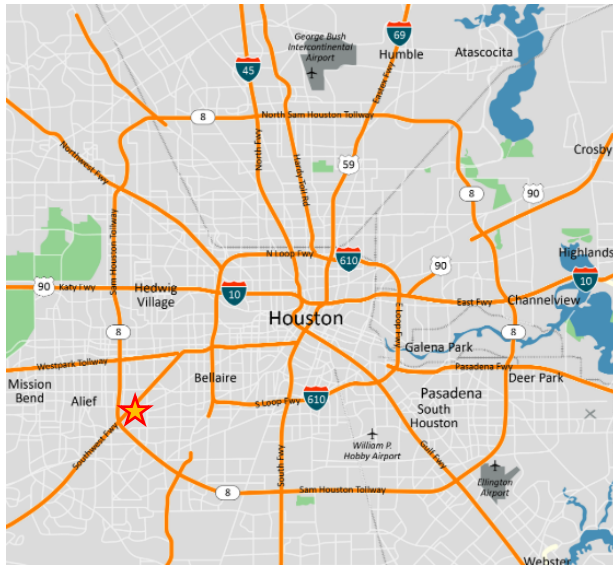 George Bush
Intercontinental
Airport
69
Humble
Atascocita
45
Eastex Fwy
8
North Sam Houston Tollway
Crosby
North Fwy
Hardy Toll Rd
59
Northwest Fwy
8
90
Sam Houston Tollway
N Loop Fwy
610
90
Highlands
90
Katy Fwy
Hedwig
Village
10
East Fwy
Channelview
10
Houston
E Loop Fwy
8
8
Galena Park
Westpark Tollway
Pasadena Fwy
Deer Park
Mission
Bend
Alief
Bellaire
S Loop Fwy
610
Pasadena
South
Houston
Southwest Fwy
William P.
Hobby Airport
Gulf Fwy
South Fwy
Ellington
Airport
8
Sam Houston Tollway
Webster